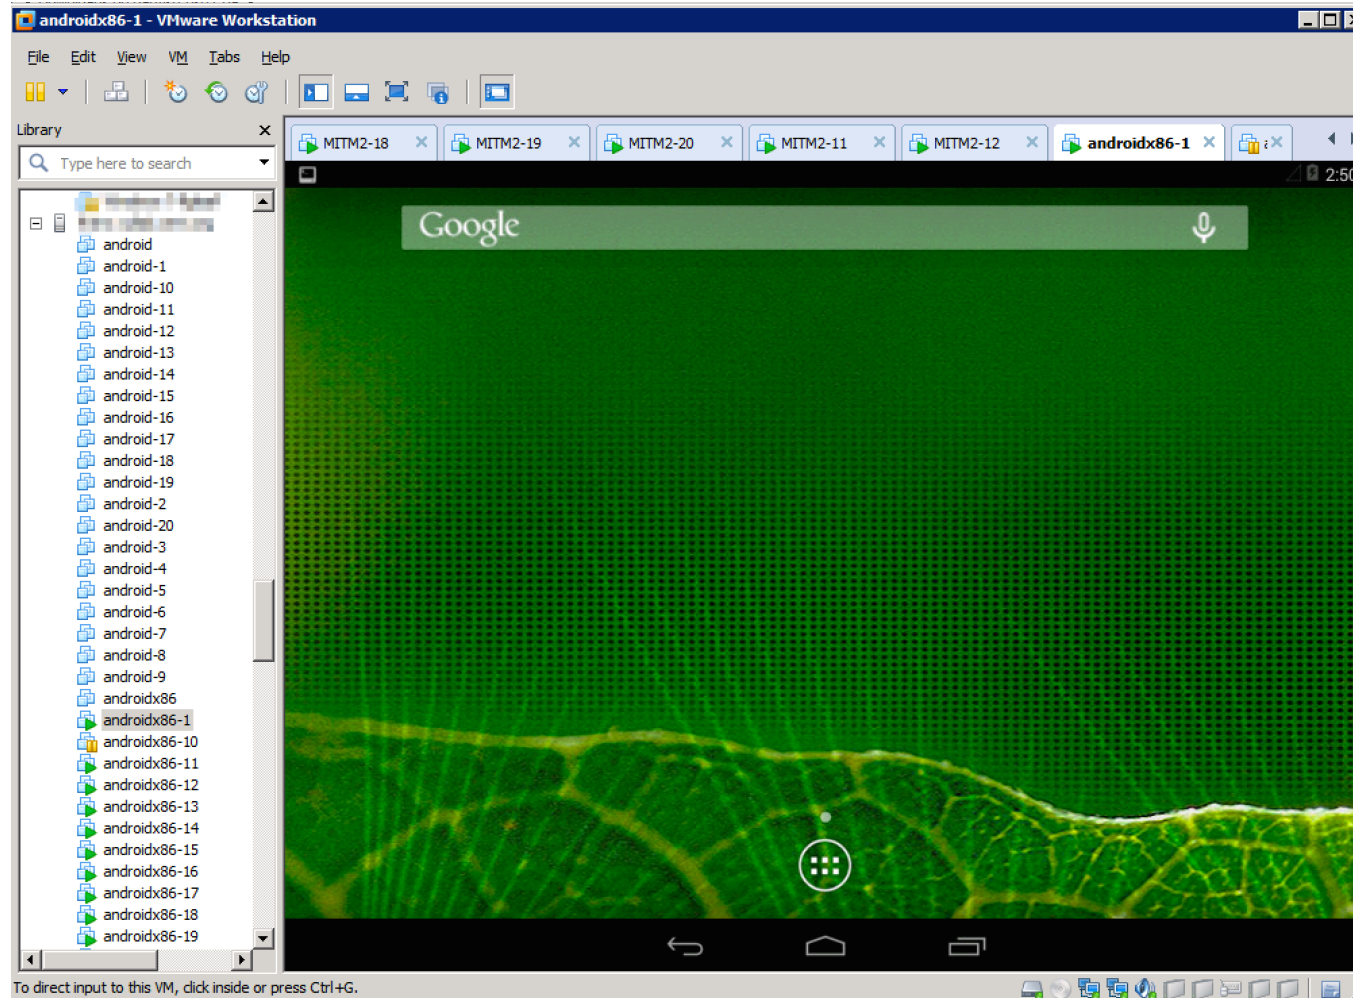 androidx86-1 - VMware Workstation
File Edit View VM Tabs Help
Library
Type here to search
MITM2-18 MITM2-19 MITM2-20 MITM2-11 MITM2-12 androidx86-1
2:50
Google
android
android-1
android-10
android-11
android-12
android-13
android-14
android-15
android-16
android-17
android-18
android-19
android-2
android-20
android-3
android-4
android-5
android-6
android-7
android-8
android-9
androidx86
androidx86-1
androidx86-10
androidx86-11
androidx86-12
androidx86-13
androidx86-14
androidx86-15
androidx86-16
androidx86-17
androidx86-18
androidx86-19
To direct input to this VM, click inside or press Ctrl+G.